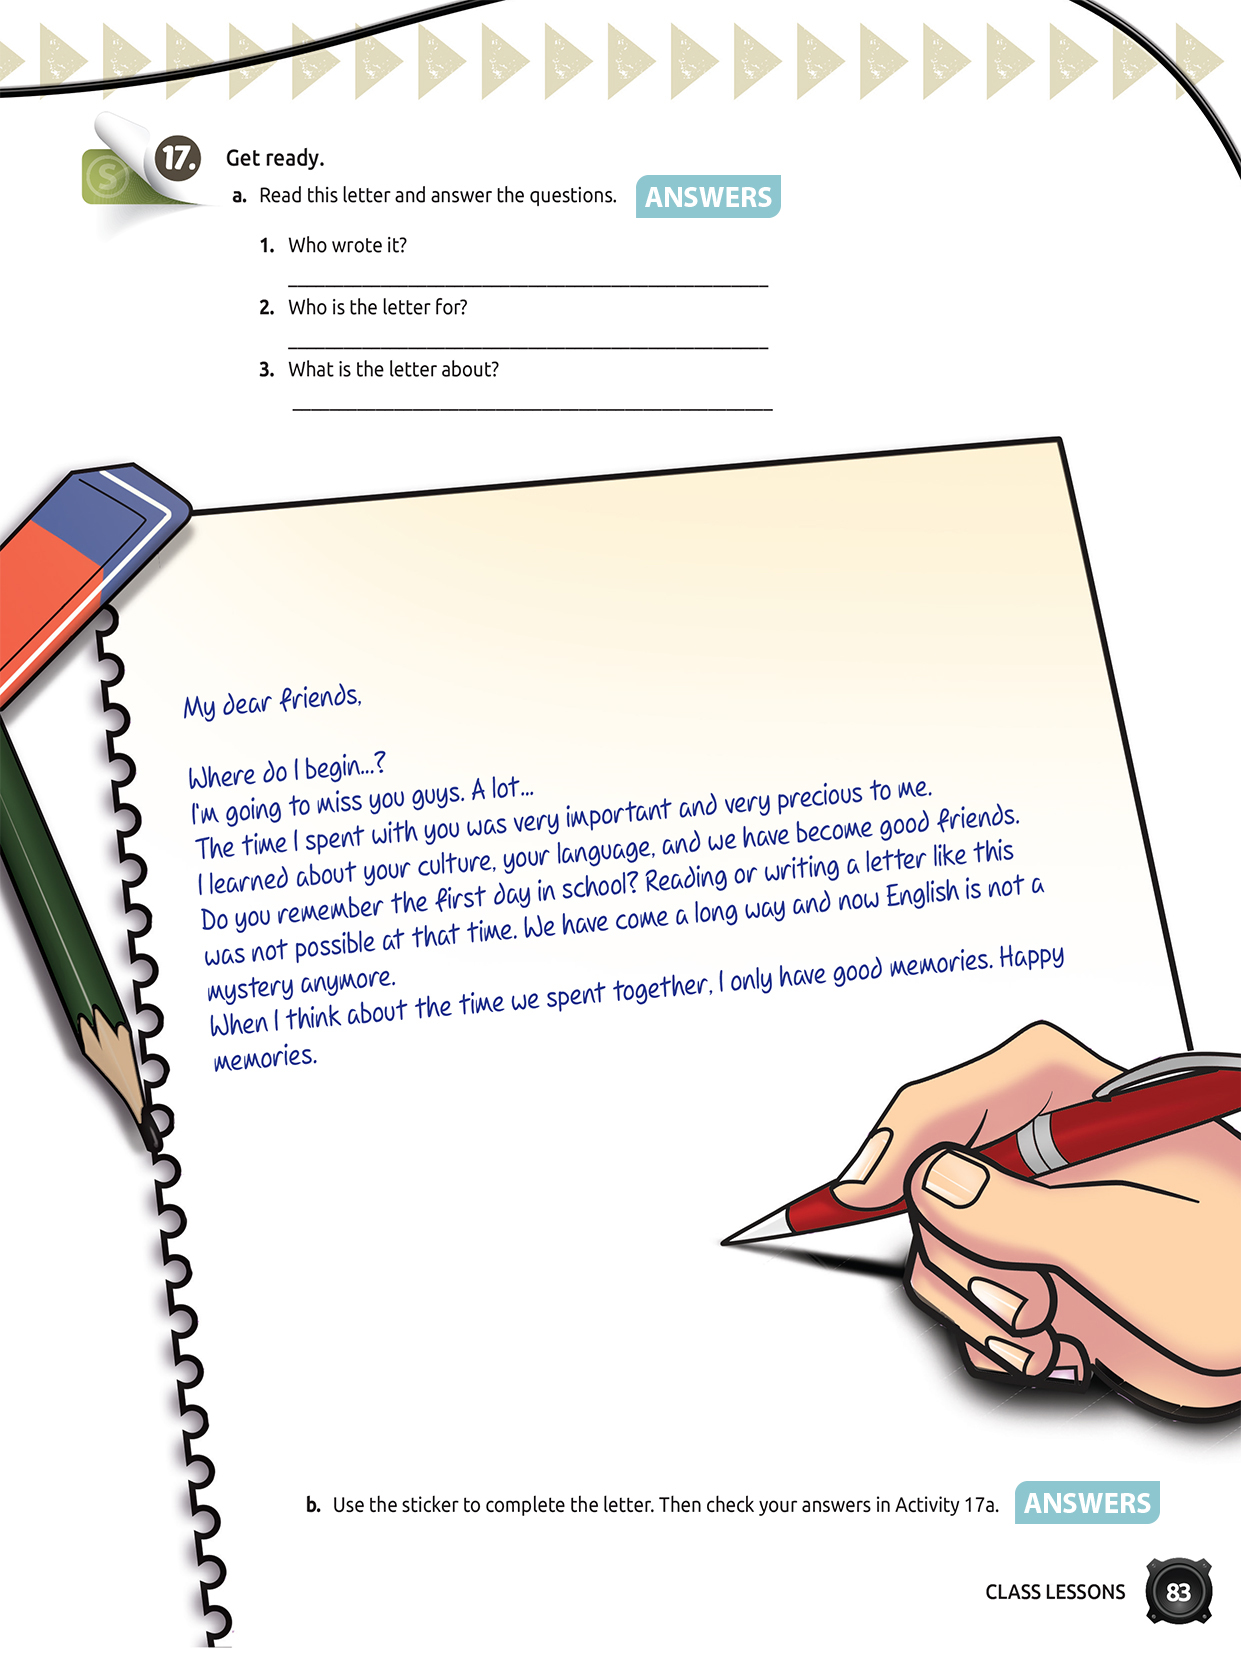 17. Get ready.
a. Read this letter and answer the questions. ANSWERS
1. Who wrote it?
2. Who is the letter for?
3. What is the letter about?
My dear friends,
Where do I begin...?
I'm going to miss you guys. A lot...
The time I spent with you was very important and very precious to me.
I learned about your culture, your language, and we have become good friends.
Do you remember the first day in school? Reading or writing a letter like this
was not possible at that time. We have come a long way and now English is not a
mystery anymore.
When I think about the time we spent together, I only have good memories. Happy
memories.
b. Use the sticker to complete the letter. Then check your answers in Activity 17a. ANSWERS
CLASS LESSONS 83
S